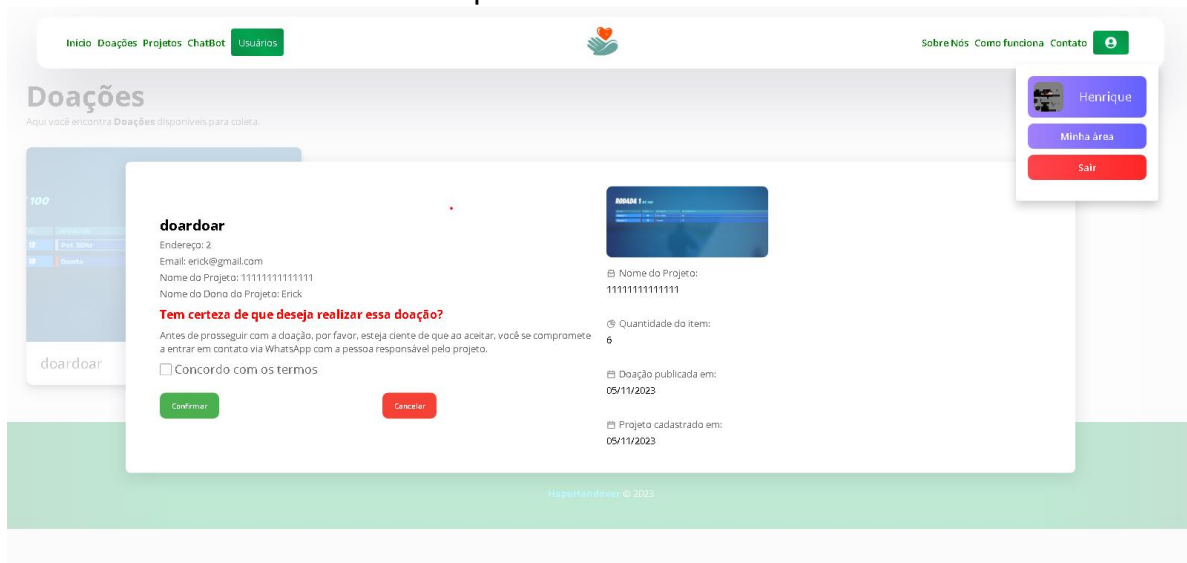 Inicio Doações Projetos ChatBot Usuários
Sobre Nós Como funciona Contato
Henrique
Minha área
Sair
Doações
Aqui você encontra Doações disponíveis para coleta.
100
doardoar
doardoar
Endereço: 2
Email: erick@gmail.com
Nome do Projeto: 11111111111111
Nome do Dono do Projeto: Erick
Tem certeza de que deseja realizar essa doação?
Antes de prosseguir com a doação, por favor, esteja ciente de que ao aceitar, você se compromete
a entrar em contato via WhatsApp com a pessoa responsável pelo projeto.
Concordo com os termos
Confirmar
Cancelar
RODADA 1
Nome do Projeto:
11111111111111
Quantidade do item:
6
Doação publicada em:
05/11/2023
Projeto cadastrado em:
05/11/2023
HopeHandover © 2023